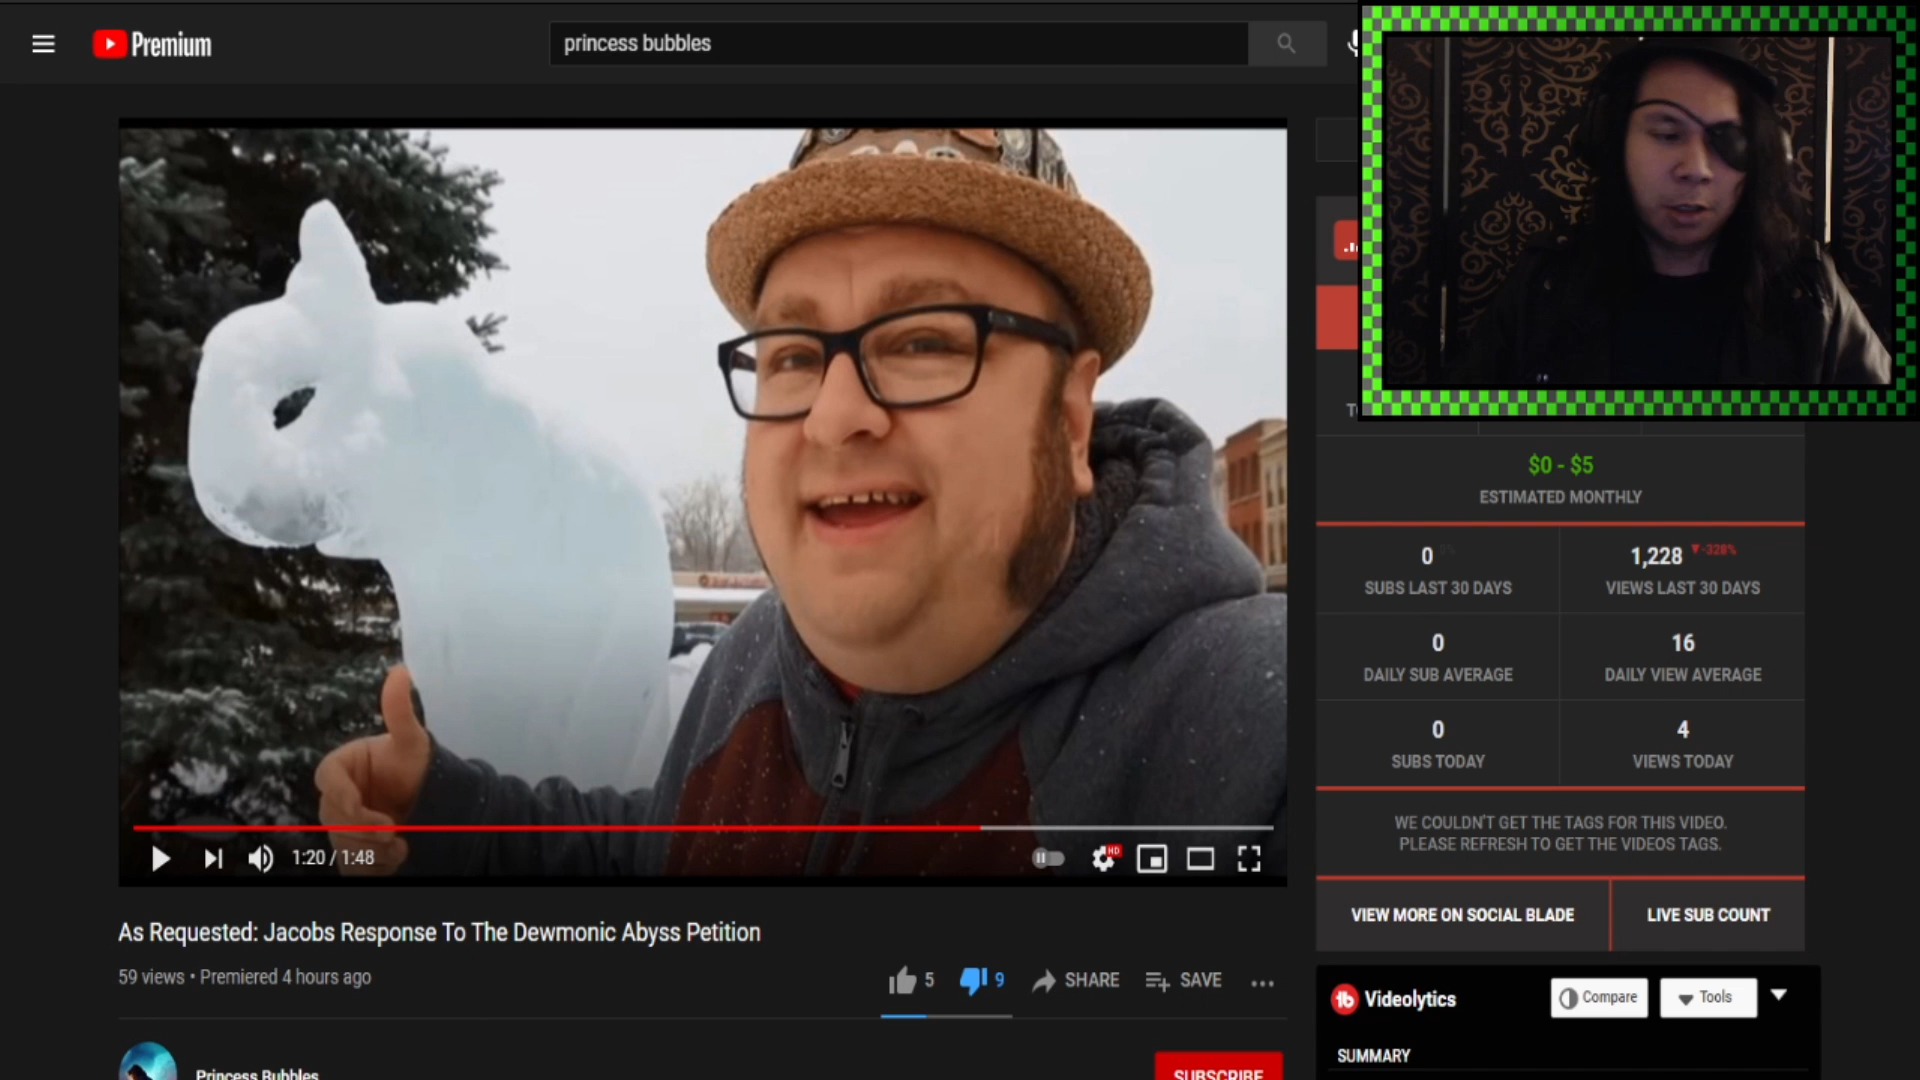 Premium
princess bubbles
$0 - $5
ESTIMATED MONTHLY
0
SUBS LAST 30 DAYS
1,228 ▼-328%
VIEWS LAST 30 DAYS
0
DAILY SUB AVERAGE
16
DAILY VIEW AVERAGE
0
SUBS TODAY
4
VIEWS TODAY
WE COULDN'T GET THE TAGS FOR THIS VIDEO.
PLEASE REFRESH TO GET THE VIDEOS TAGS.
VIEW MORE ON SOCIAL BLADE
LIVE SUB COUNT
1:20 / 1:48
HD
As Requested: Jacobs Response To The Dewmonic Abyss Petition
59 views • Premiered 4 hours ago
5 9 SHARE SAVE
Princess Bubbles
SUBSCRIBE
tb Videolytics
Compare
Tools
SUMMARY